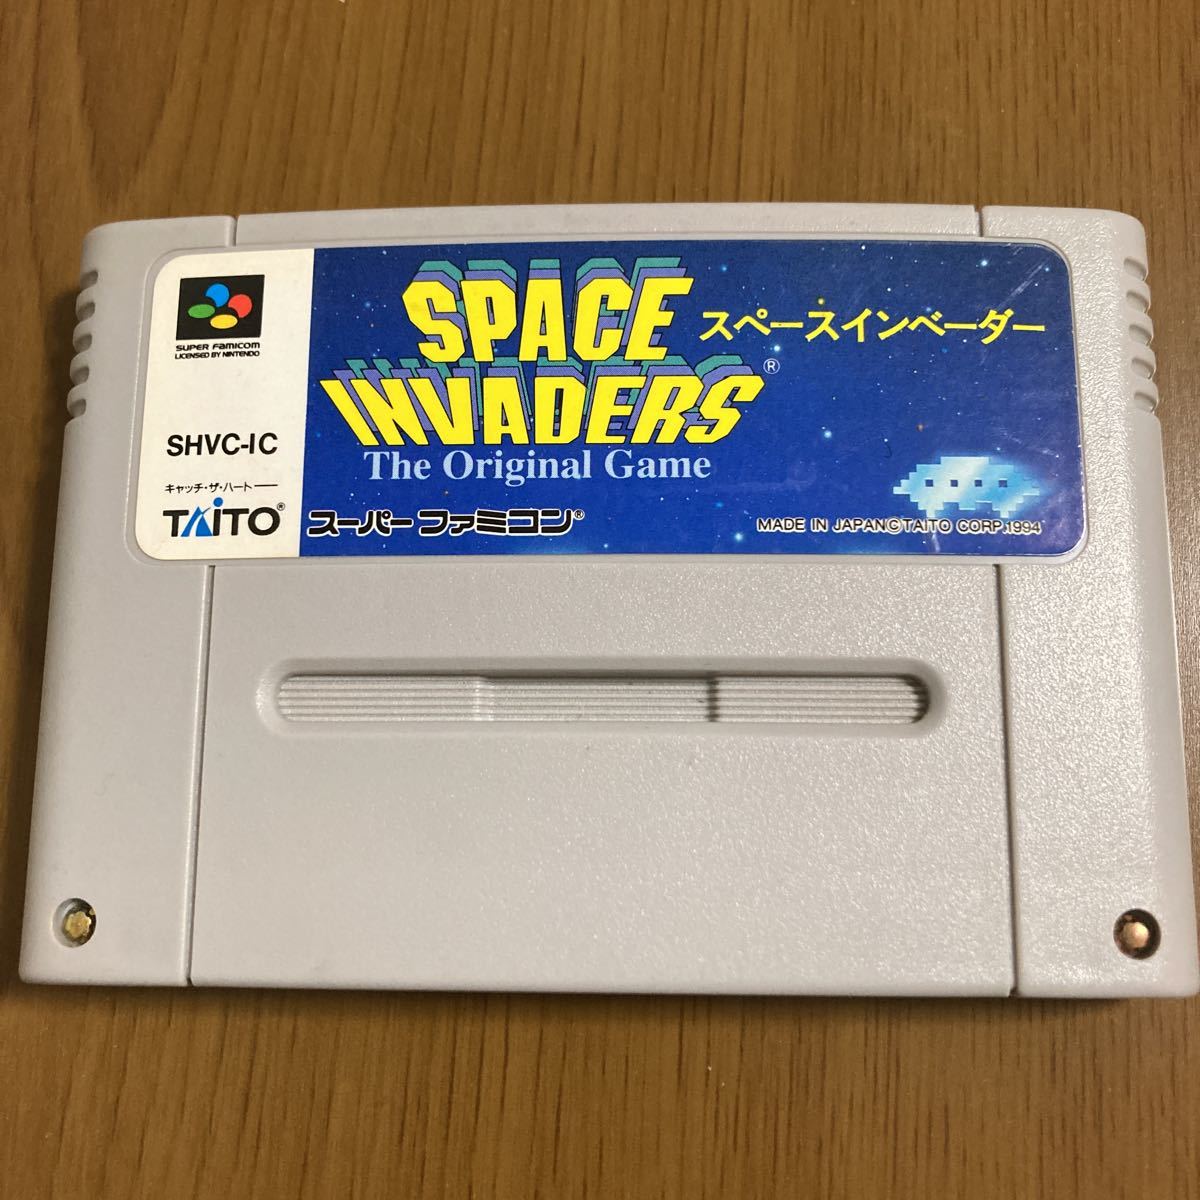 SUPER FAMICOM
LICENSED BY NINTENDO
SHVC-IC
キャッチ・ザ・ハート
TAITO®
SPACE
INVADERS®
スペースインベーダー
The Original Game
スーパーファミコン®
MADE IN JAPAN©TAITO CORP.1994